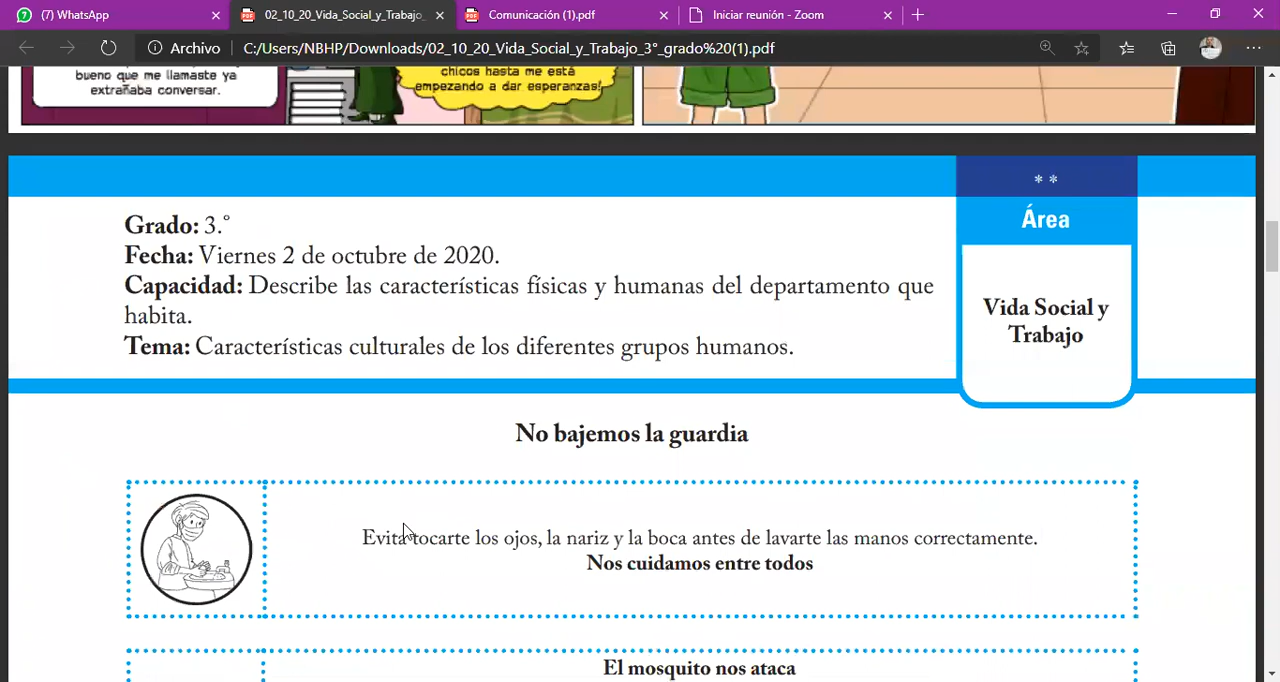 (7) WhatsApp
02_10_20_Vida_Social_y_Trabajo_
Comunicación (1).pdf
Iniciar reunión - Zoom
Archivo
C:/Users/NBHP/Downloads/02_10_20_Vida_Social_y_Trabajo_3°_grado%20(1).pdf
bueno que me llamaste ya
extrañaba conversar.
chicos hasta me está
empezando a dar esperanzas!
* *
Área
Vida Social y
Trabajo
Grado: 3.°
Fecha: Viernes 2 de octubre de 2020.
Capacidad: Describe las características físicas y humanas del departamento que
habita.
Tema: Características culturales de los diferentes grupos humanos.
No bajemos la guardia
Evita tocarte los ojos, la nariz y la boca antes de lavarte las manos correctamente.
Nos cuidamos entre todos
El mosquito nos ataca